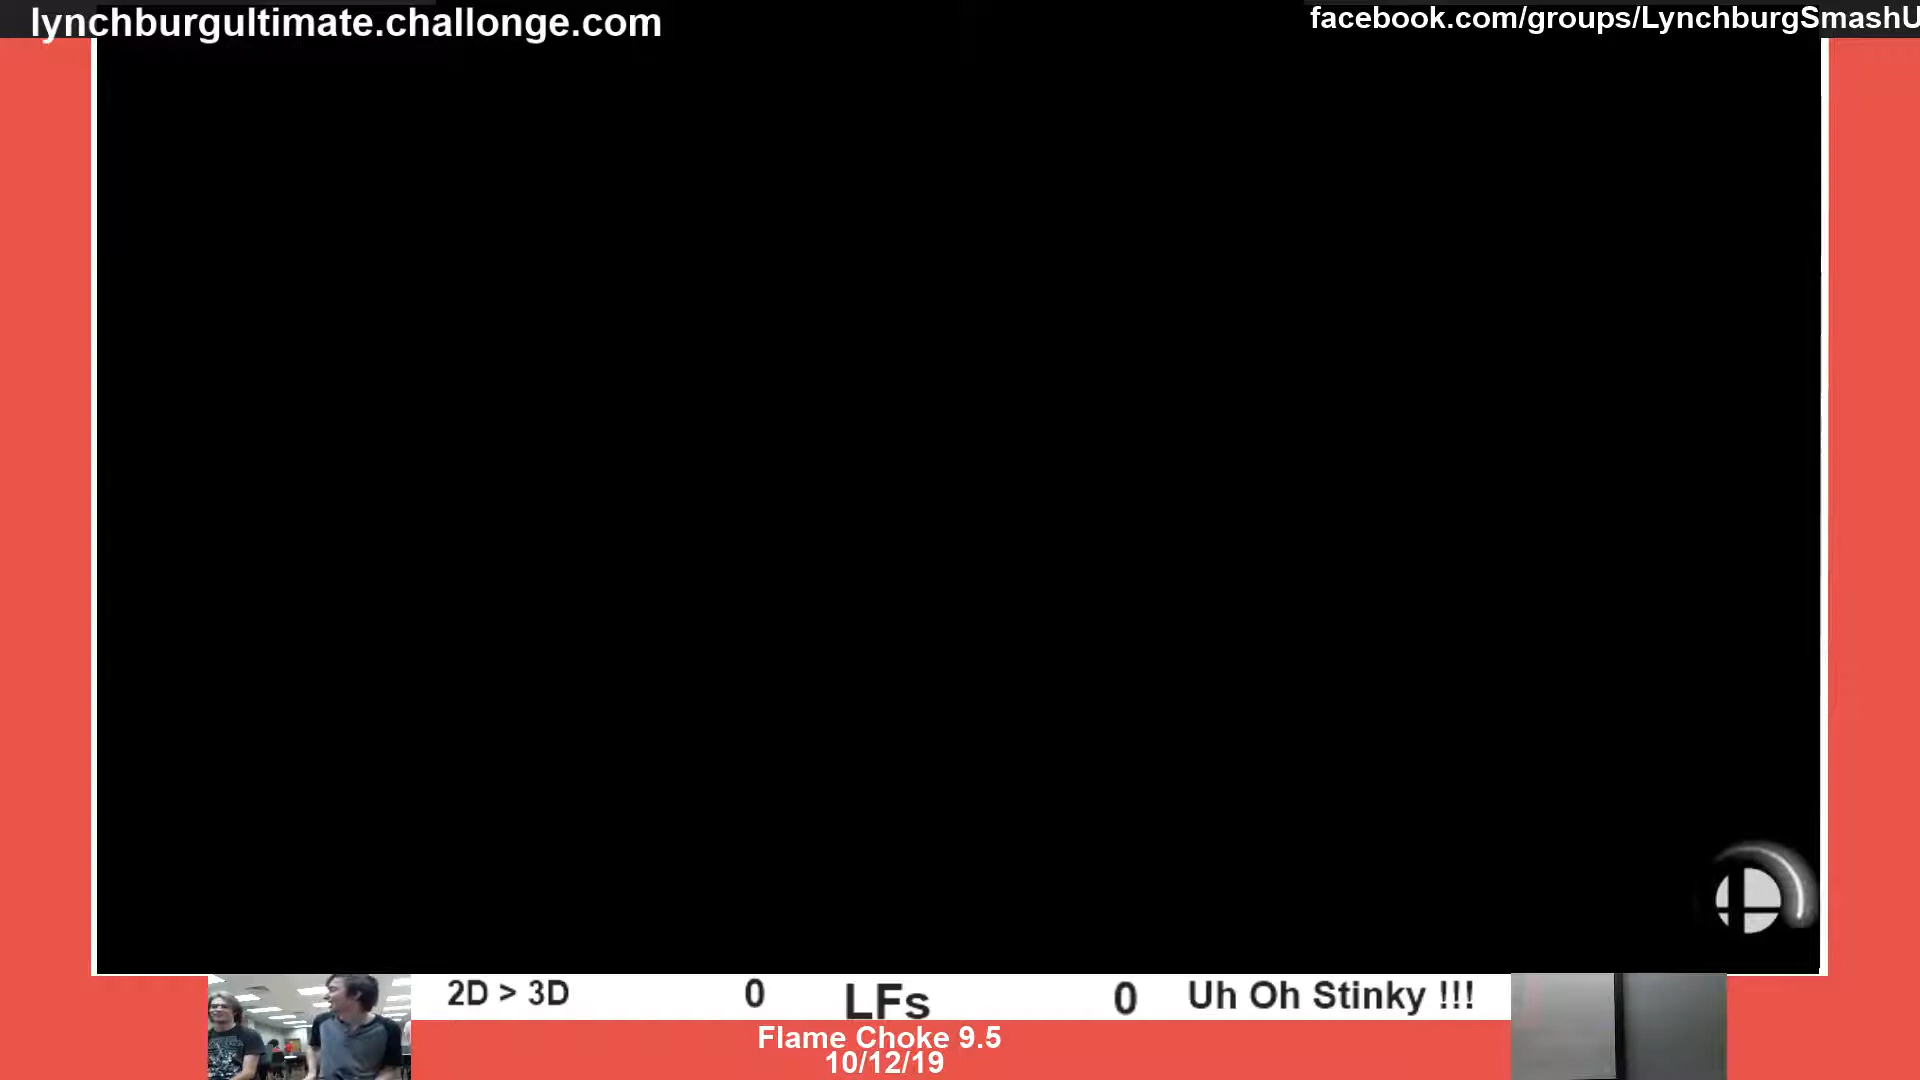 lynchburgultimate.challonge.com
facebook.com/groups/LynchburgSmashU
2D > 3D
0
LFs
0
Uh Oh Stinky !!!
Flame Choke 9.5
10/12/19